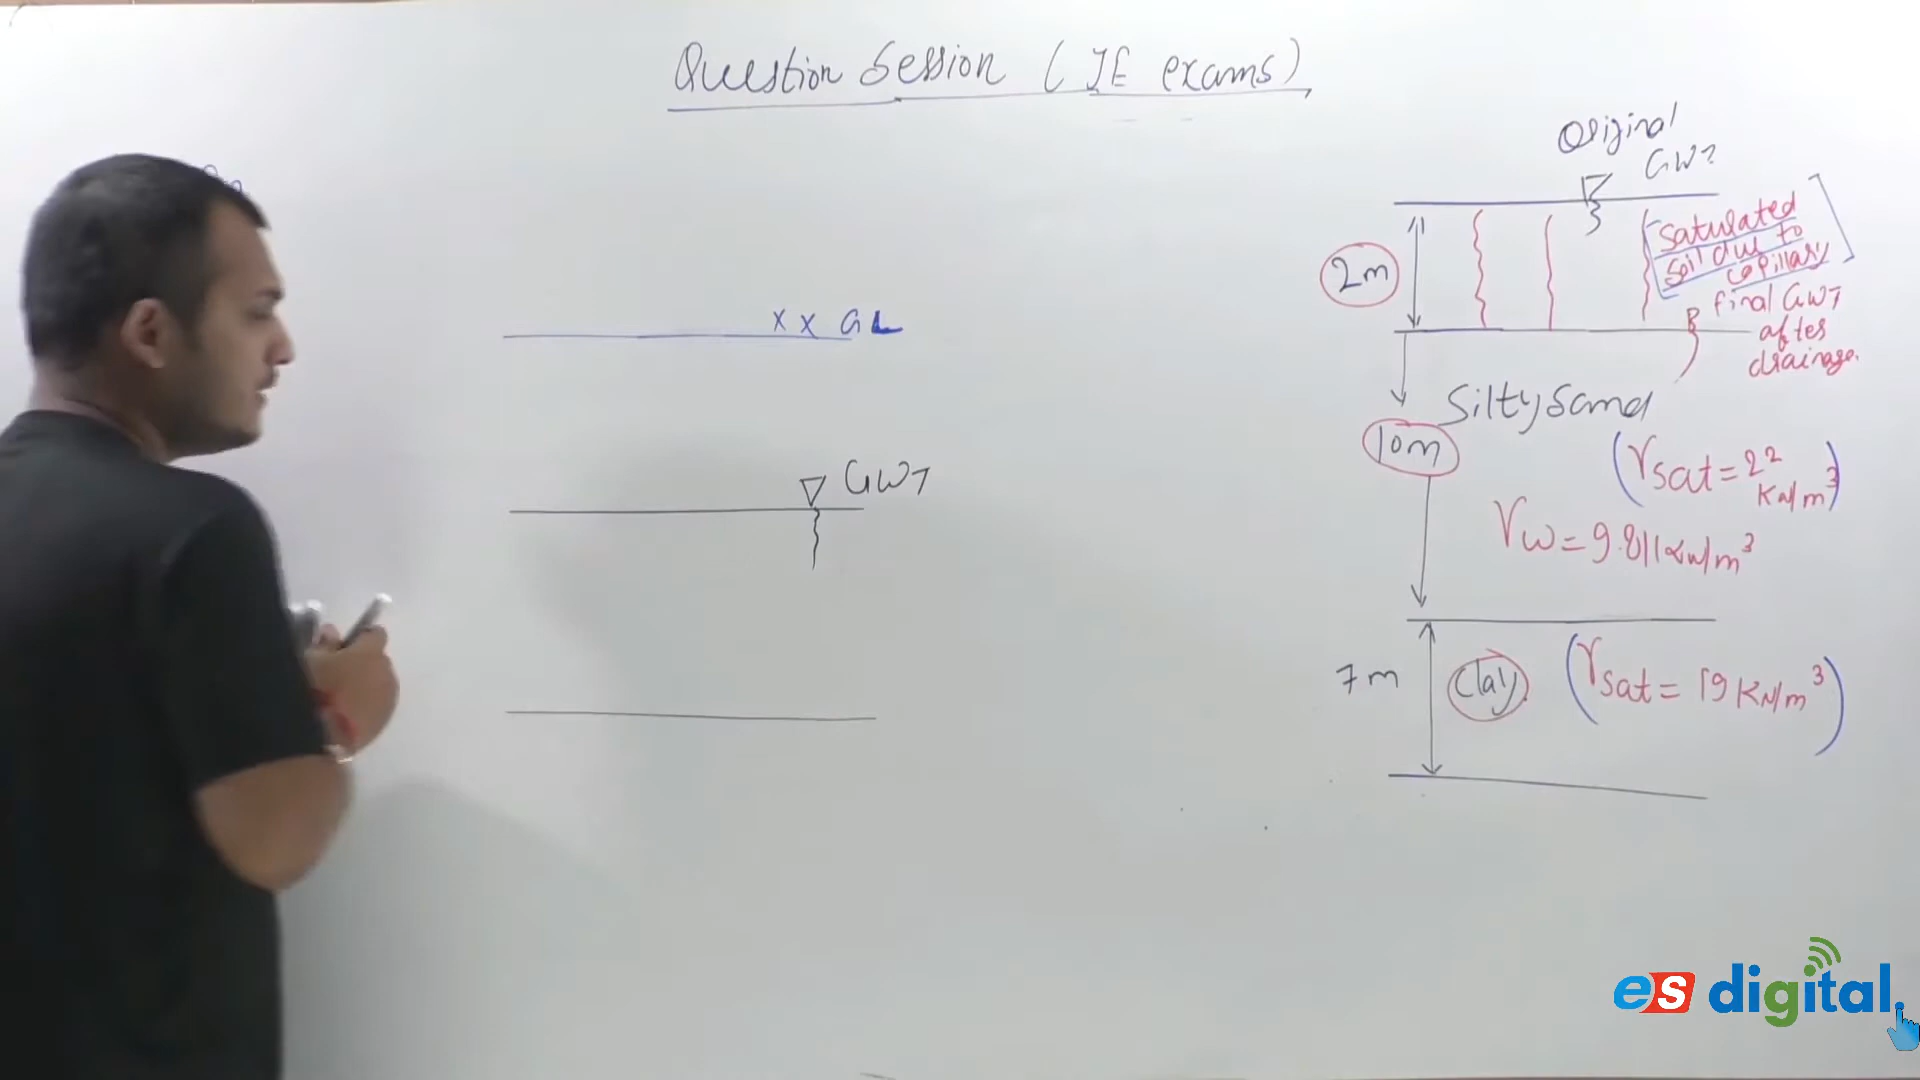 Question Session (JE exams)
x x GL
GWT
Original
GWT
2m
Saturated
soil due to
capillary
final GWT
after
drainage.
Silty Sand
10m
(γsat = 22
KN/m³)
γw = 9.81 KN/m³
7m
Clay
(γsat = 19 KN/m³)
es digital